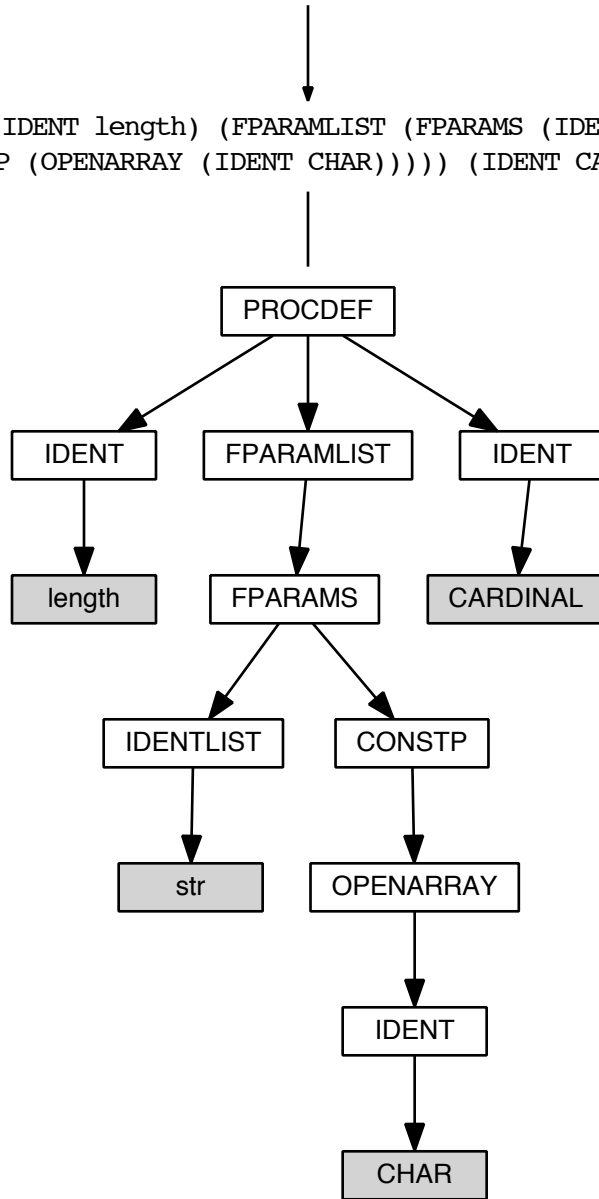 IDENT length) (FPARAMLIST (FPARAMS (IDE
P (OPENARRAY (IDENT CHAR))))) (IDENT CA
PROCDEF
IDENT FPARAMLIST IDENT
length FPARAMS CARDINAL
IDENTLIST CONSTP
str OPENARRAY
IDENT
CHAR